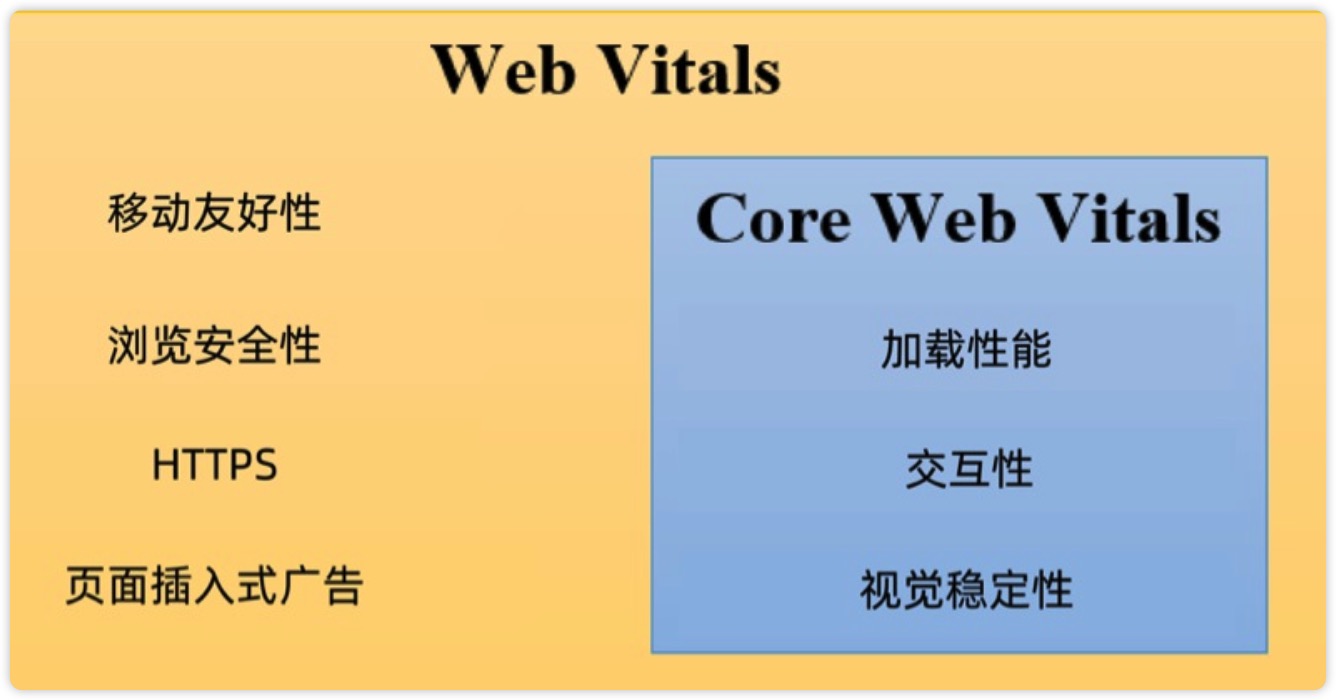 Web Vitals
移动友好性
浏览安全性
HTTPS
页面插入式广告
Core Web Vitals
加载性能
交互性
视觉稳定性